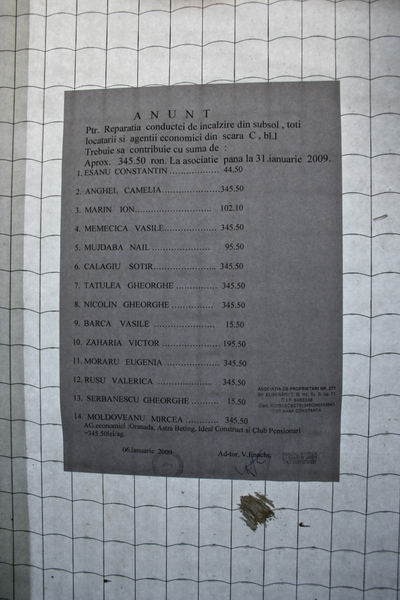 A N U N T
Ptr. Reparatia conductei de incalzire din subsol , toti
locatarii si agentii economici din scara C , bl.1
Trebuie sa contribuie cu suma de :
Aprox. 345.50 ron. La asociatie pana la 31.ianuarie 2009.
1. ESANU CONSTANTIN ................ 44.50
2. ANGHEL CAMELIA..................345.50
3. MARIN ION........................ 102.10
4. MEMECICA VASILE................345.50
5. MUJDABA NAIL .................. 95.50
6. CALAGIU SOTIR....................345.50
7. TATULEA GHEORGHE ............ 345.50
8. NICOLIN GHEORGHE ............ 345.50
9. BARCA VASILE .................. 15.50
10. ZAHARIA VICTOR .................195.50
11. MORARU EUGENIA ................345.50
12. RUSU VALERICA ................ 345.50
13. SERBANESCU GHEORGHE ........ 15.50
14. MOLDOVEANU MIRCEA .......... 345.50
AG.economici :Granada, Astra Beting, Ideal Construct si Club Pensionari
=345.50lei/ag.
06.ianuarie 2009
Ad-tor, V.
ASOCIATIA DE PROPRIETARI NR. 271